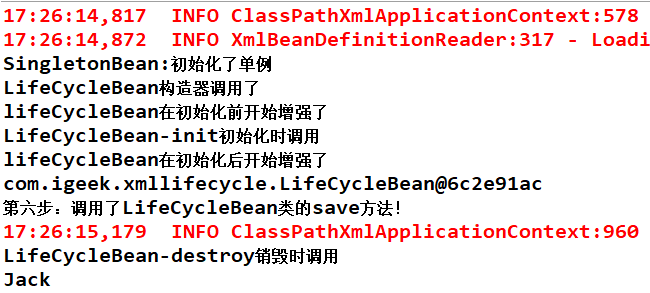 17:26:14,817  INFO ClassPathXmlApplicationContext:578
17:26:14,872  INFO XmlBeanDefinitionReader:317 - Loadi
SingletonBean:初始化了单例
LifeCycleBean构造器调用了
lifeCycleBean在初始化前开始增强了
LifeCycleBean-init初始化时调用
lifeCycleBean在初始化后开始增强了
com.igeek.xmllifecycle.LifeCycleBean@6c2e91ac
第六步：调用了LifeCycleBean类的save方法!
17:26:15,179  INFO ClassPathXmlApplicationContext:960
LifeCycleBean-destroy销毁时调用
Jack